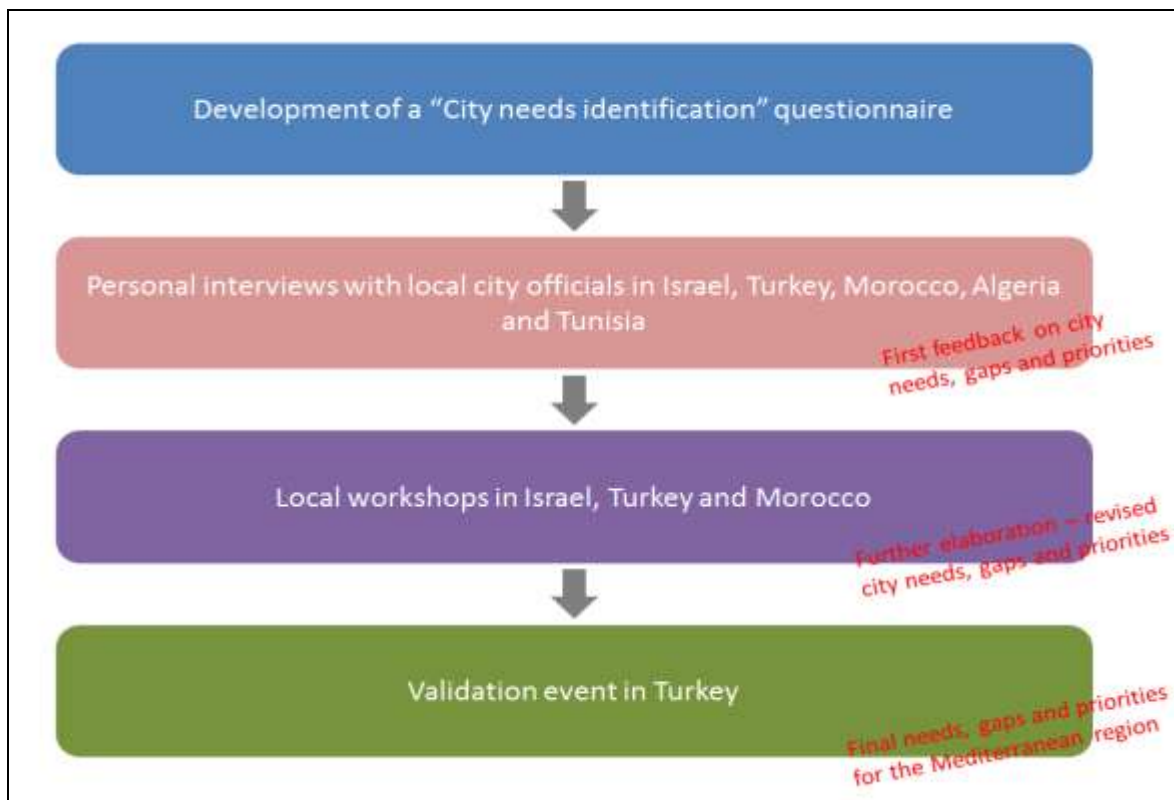 Development of a “City needs identification” questionnaire
Personal interviews with local city officials in Israel, Turkey, Morocco, Algeria
and Tunisia
First feedback on city
needs, gaps and priorities
Local workshops in Israel, Turkey and Morocco
Further elaboration – revised
city needs, gaps and priorities
Validation event in Turkey
Final needs, gaps and priorities
for the Mediterranean region